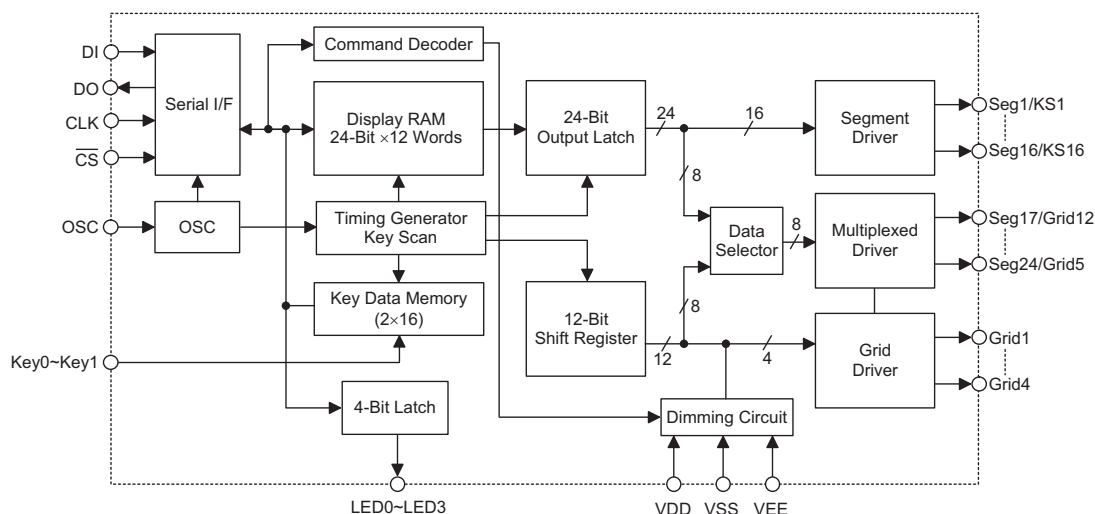 DI
DO
CLK
CS
OSC
Key0~Key1
Serial I/F
OSC
Command Decoder
Display RAM
24-Bit ×12 Words
Timing Generator
Key Scan
Key Data Memory
(2×16)
4-Bit Latch
LED0~LED3
24-Bit
Output Latch
12-Bit
Shift Register
24
16
8
8
8
12
4
Data
Selector
Dimming Circuit
VDD
VSS
VEE
Segment
Driver
Multiplexed
Driver
Grid
Driver
Seg1/KS1
Seg16/KS16
Seg17/Grid12
Seg24/Grid5
Grid1
Grid4